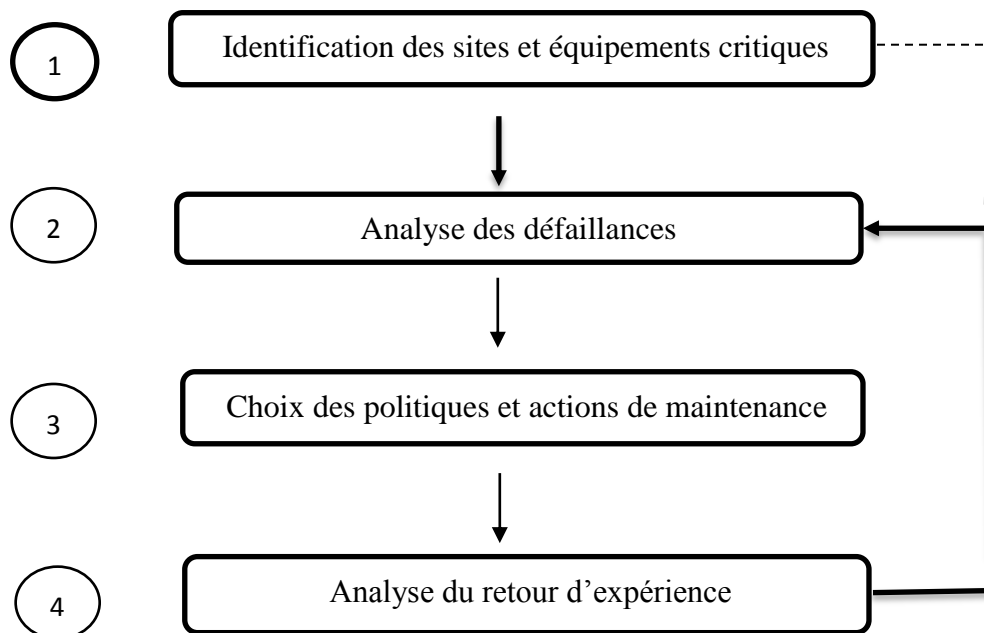 1
Identification des sites et équipements critiques
2
Analyse des défaillances
3
Choix des politiques et actions de maintenance
4
Analyse du retour d’expérience